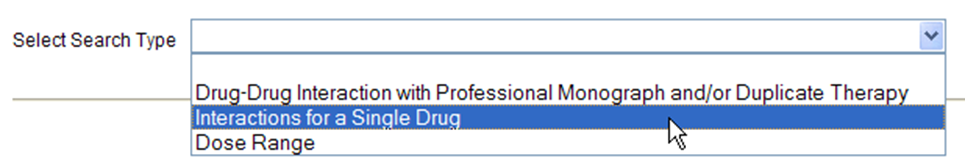 Select Search Type
Drug-Drug Interaction with Professional Monograph and/or Duplicate Therapy
Interactions for a Single Drug
Dose Range